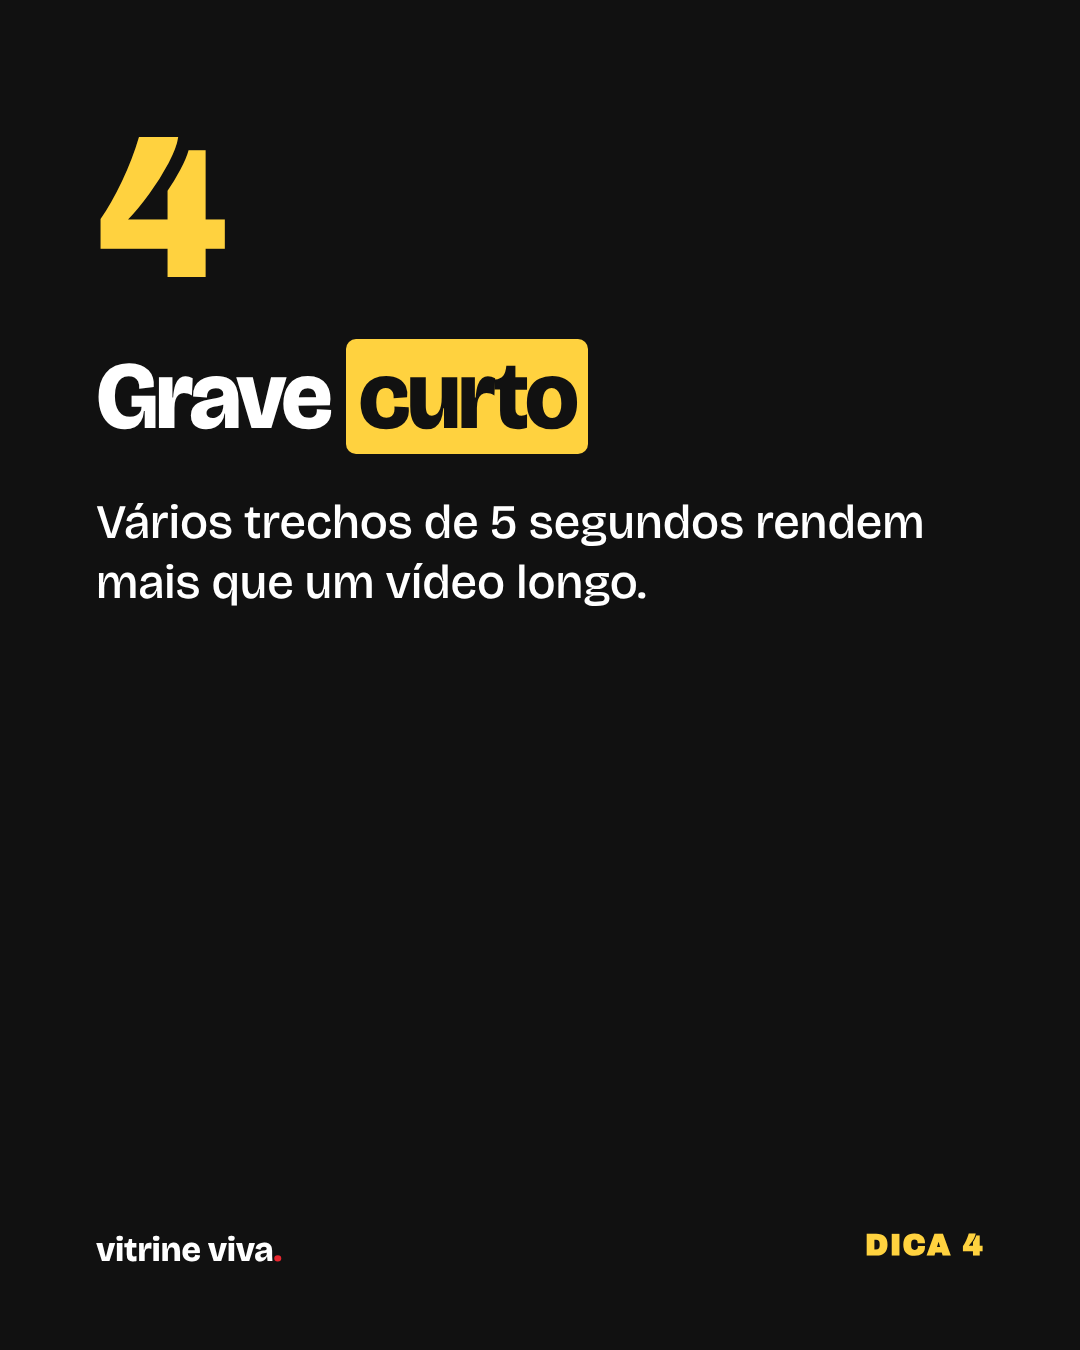 4
Grave curto
Vários trechos de 5 segundos rendem
mais que um vídeo longo.
vitrine viva.
DICA 4